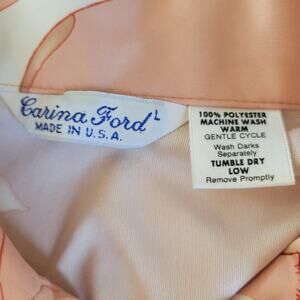 Carina Ford L
MADE IN U.S.A.
100% POLYESTER
MACHINE WASH
WARM
GENTLE CYCLE
Wash Darks
Separately
TUMBLE DRY
LOW
Remove Promptly